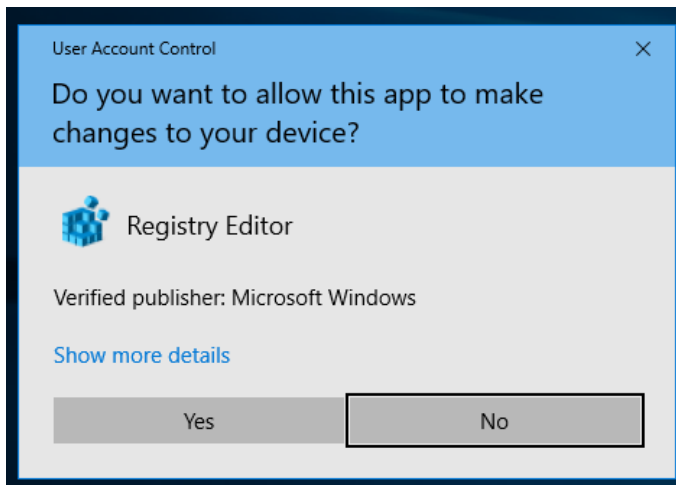 User Account Control
Do you want to allow this app to make
changes to your device?
Registry Editor
Verified publisher: Microsoft Windows
Show more details
Yes
No